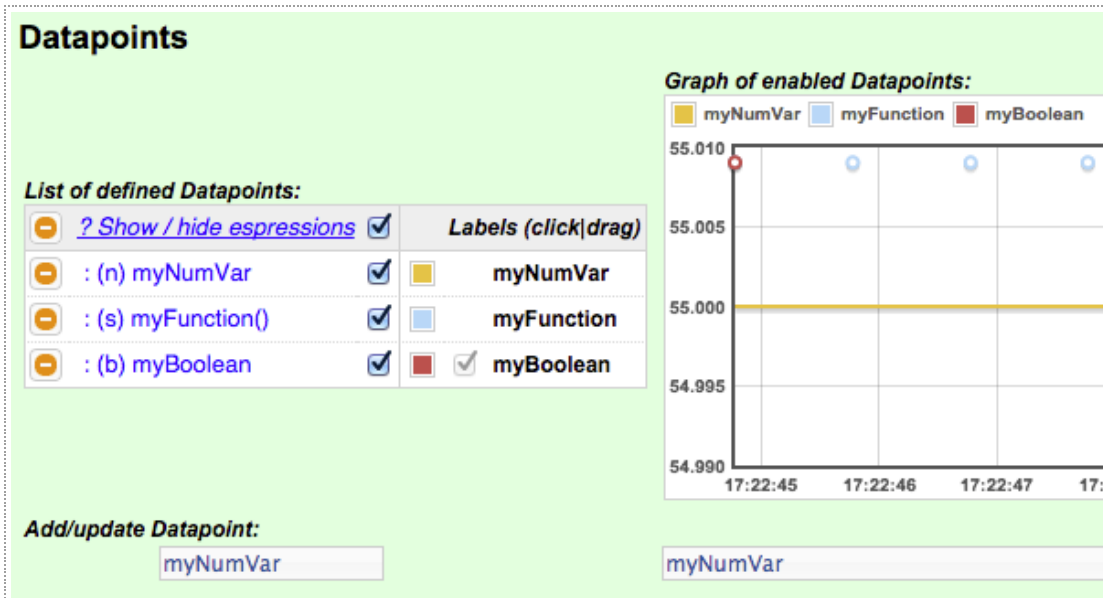 Datapoints
Graph of enabled Datapoints:
myNumVar myFunction myBoolean
55.010
55.005
55.000
54.995
54.990
17:22:45 17:22:46 17:22:47 17:
List of defined Datapoints:
? Show / hide espressions Labels (click|drag)
: (n) myNumVar myNumVar
: (s) myFunction() myFunction
: (b) myBoolean myBoolean
Add/update Datapoint:
myNumVar myNumVar